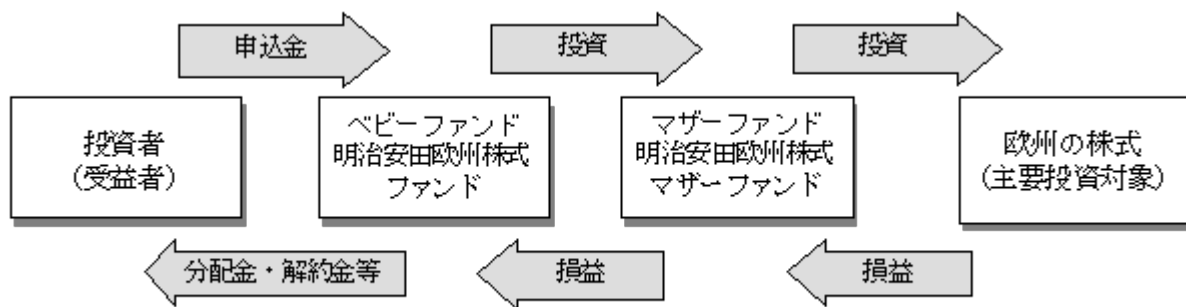 申込金
投資
投資
投資者
(受益者)
ベビーファンド
明治安田欧州株式
ファンド
マザーファンド
明治安田欧州株式
マザーファンド
欧州の株式
(主要投資対象)
分配金・解約金等
損益
損益